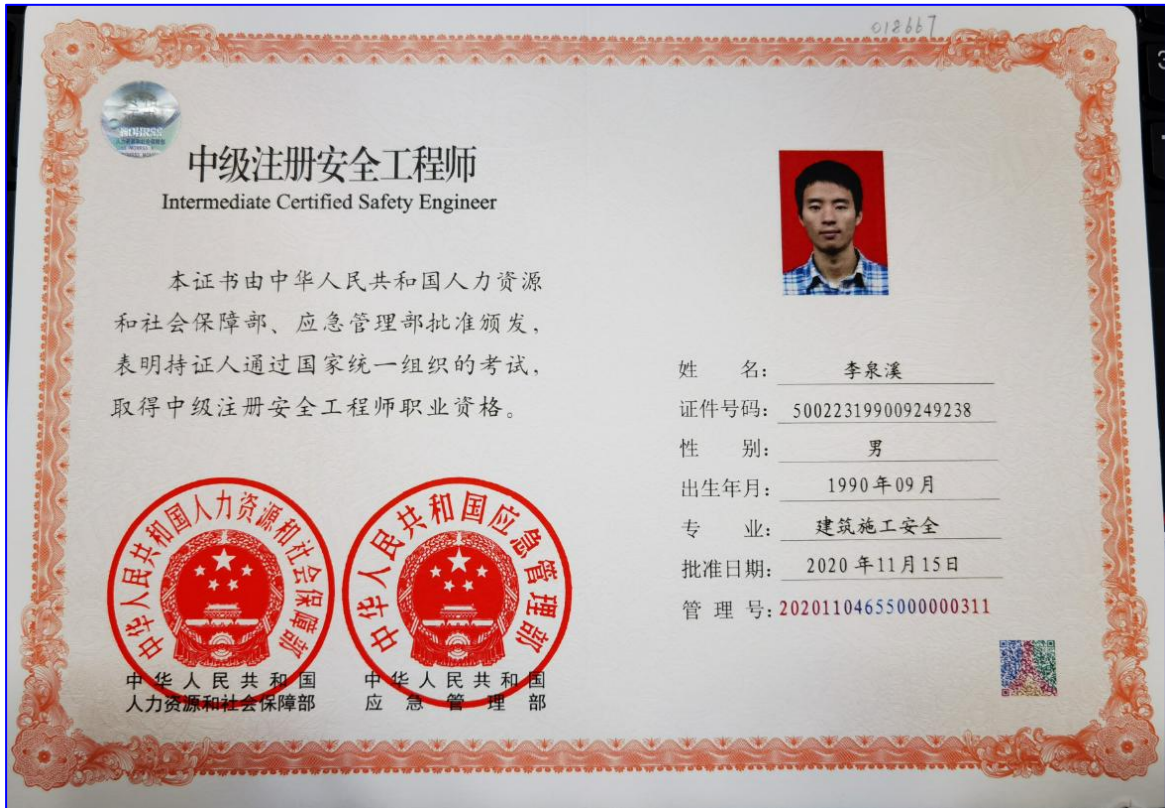 018667
中级注册安全工程师
Intermediate Certified Safety Engineer
本证书由中华人民共和国人力资源
和社会保障部、应急管理部批准颁发，
表明持证人通过国家统一组织的考试，
取得中级注册安全工程师职业资格。
姓 名： 李泉溪
证件号码： 500223199009249238
性 别： 男
出生年月： 1990年09月
专 业： 建筑施工安全
批准日期： 2020年11月15日
管 理 号：20201104655000000311
中华人民共和国人力资源和社会保障部
中华人民共和国应急管理部
中华人民共和国
人力资源和社会保障部
中华人民共和国
应急管理部